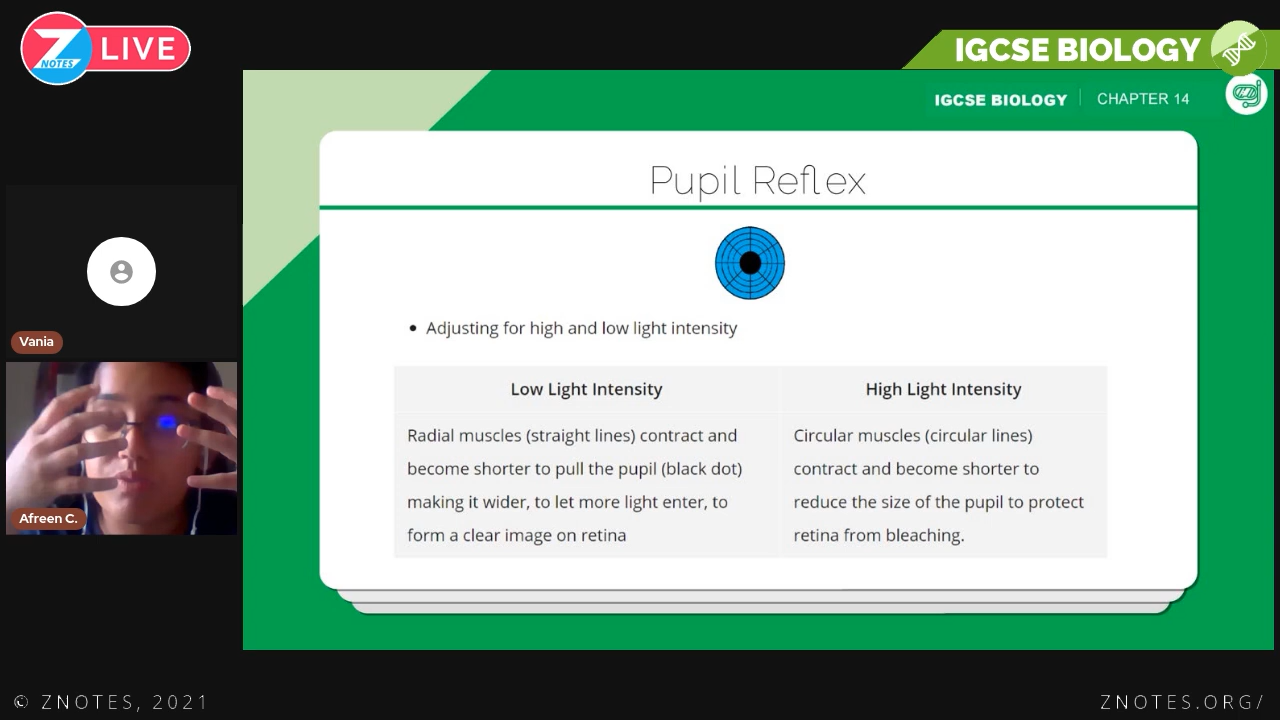 Z NOTES LIVE
IGCSE BIOLOGY
IGCSE BIOLOGY | CHAPTER 14
Pupil Reflex
• Adjusting for high and low light intensity
Low Light Intensity
Radial muscles (straight lines) contract and
become shorter to pull the pupil (black dot)
making it wider, to let more light enter, to
form a clear image on retina
High Light Intensity
Circular muscles (circular lines)
contract and become shorter to
reduce the size of the pupil to protect
retina from bleaching.
Vania
Afreen C.
© ZNOTES, 2021
ZNOTES.ORG/